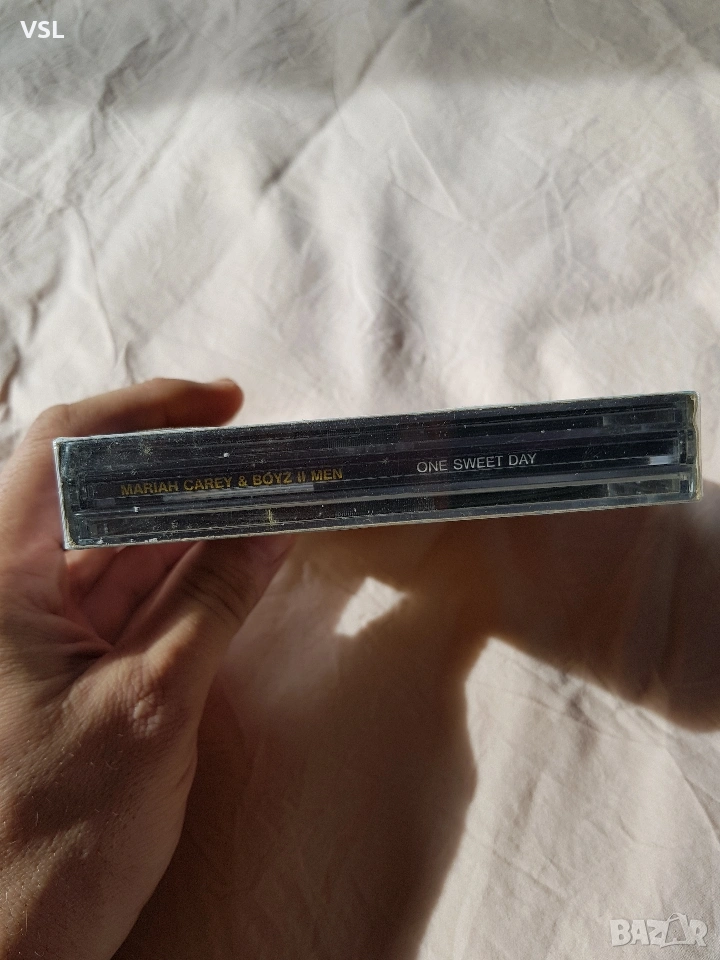 VSL
MARIAH CAREY & BOYZ II MEN ONE SWEET DAY
BAZAR